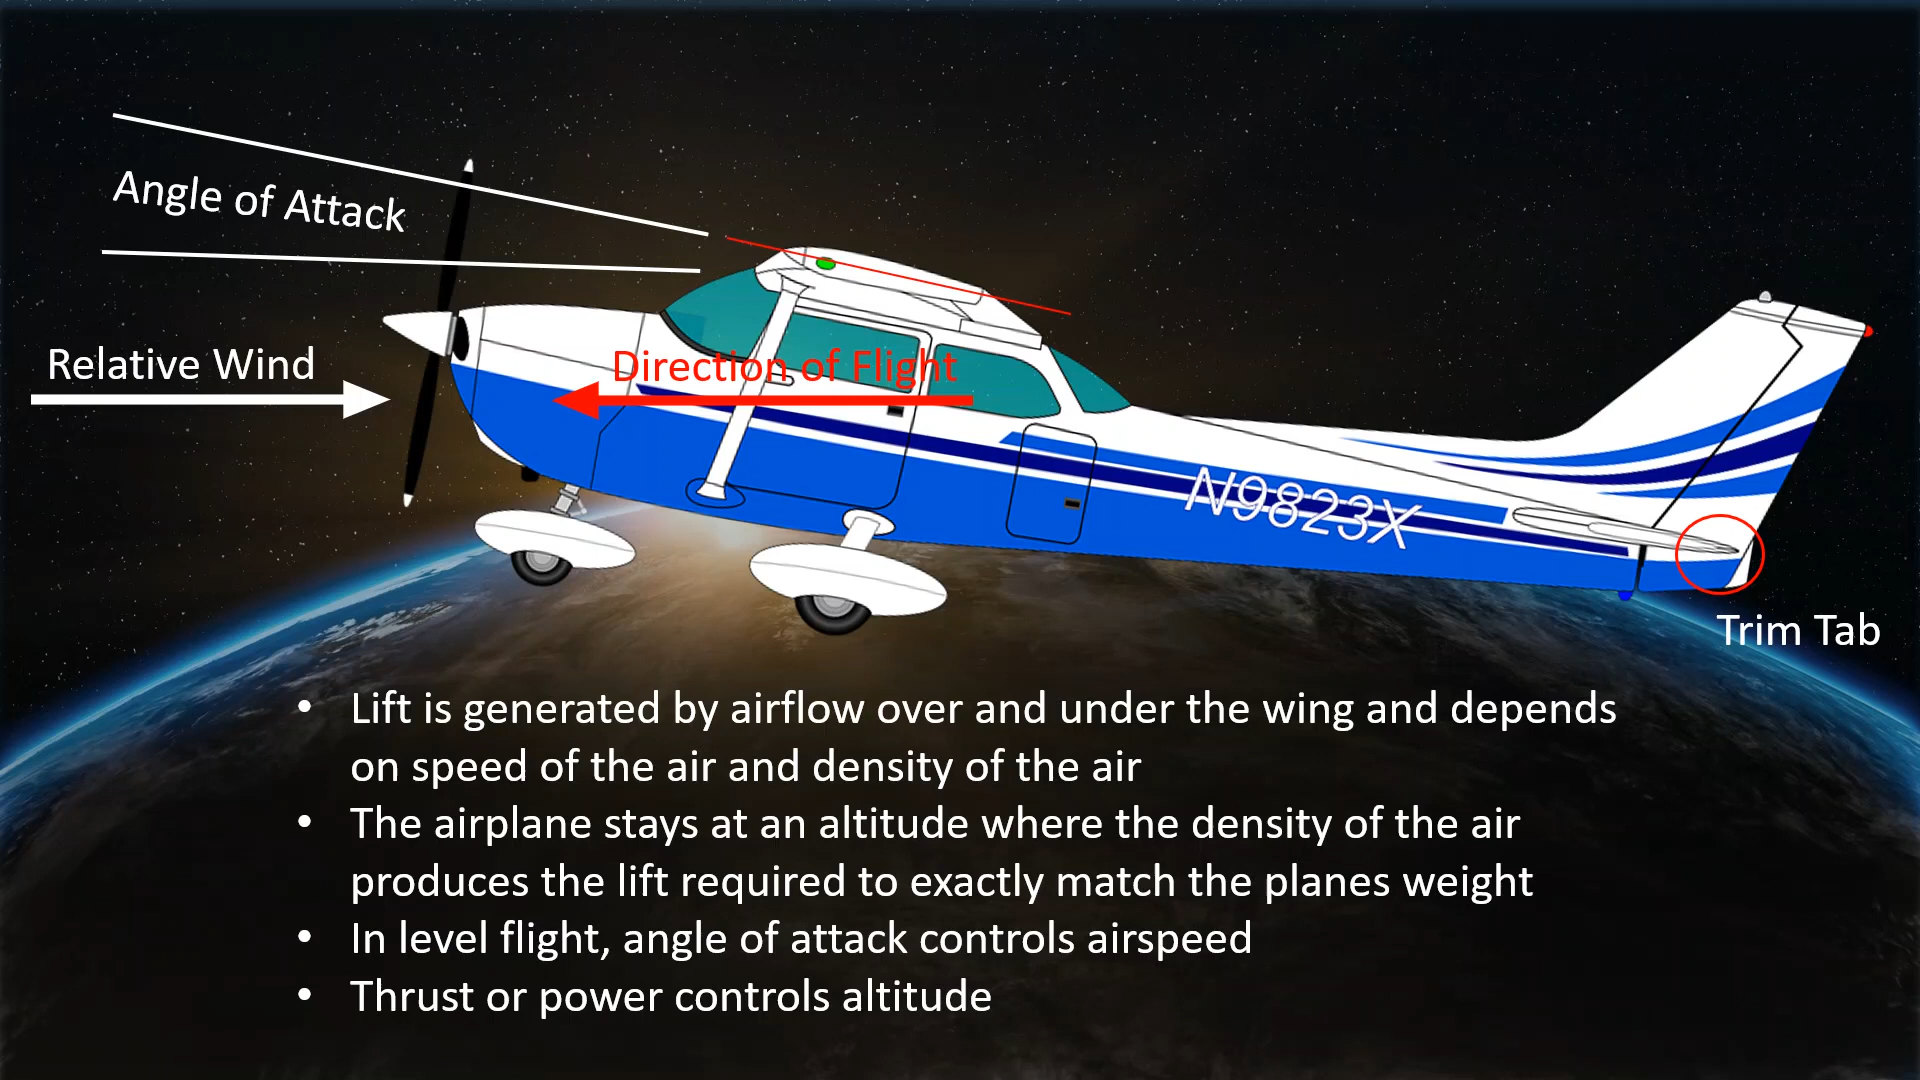 Angle of Attack
Relative Wind
Direction of Flight
N9823X
Trim Tab
• Lift is generated by airflow over and under the wing and depends
on speed of the air and density of the air
• The airplane stays at an altitude where the density of the air
produces the lift required to exactly match the planes weight
• In level flight, angle of attack controls airspeed
• Thrust or power controls altitude